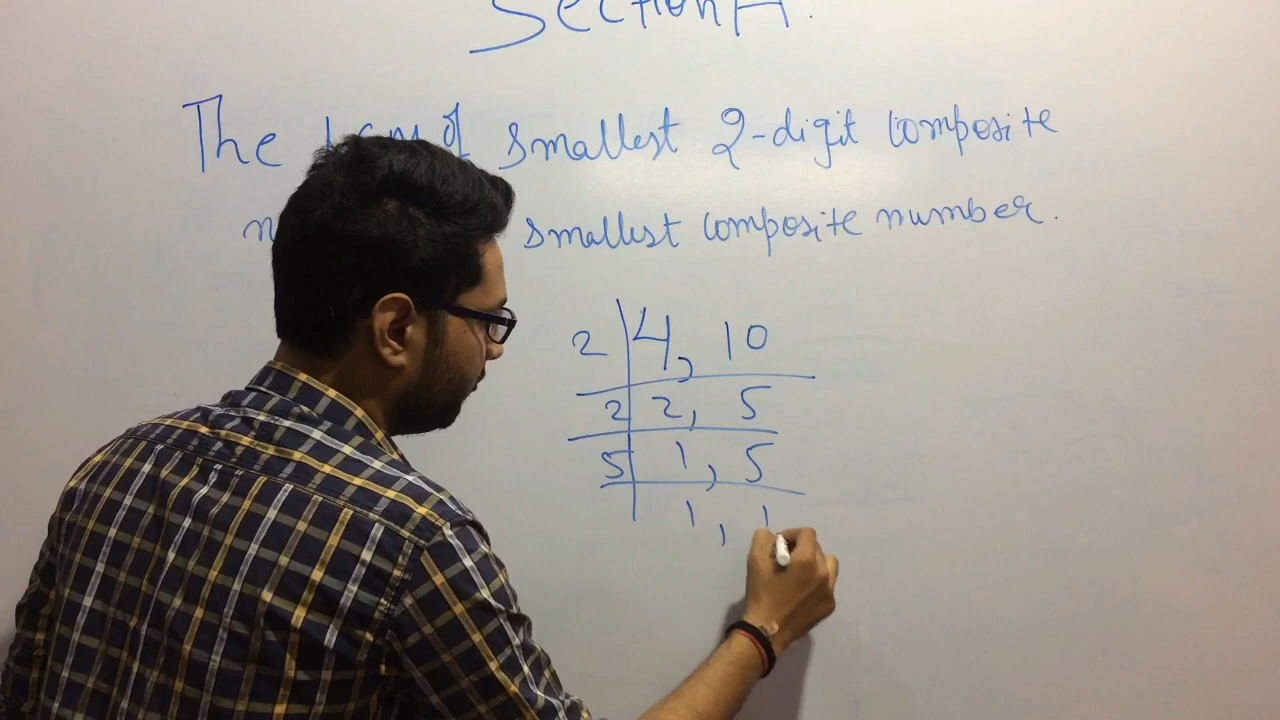 Section A.
The of smallest 2-digit composite
smallest composite number.
2 | 4, 10
2 | 2, 5
5 | 1, 5
1, 1